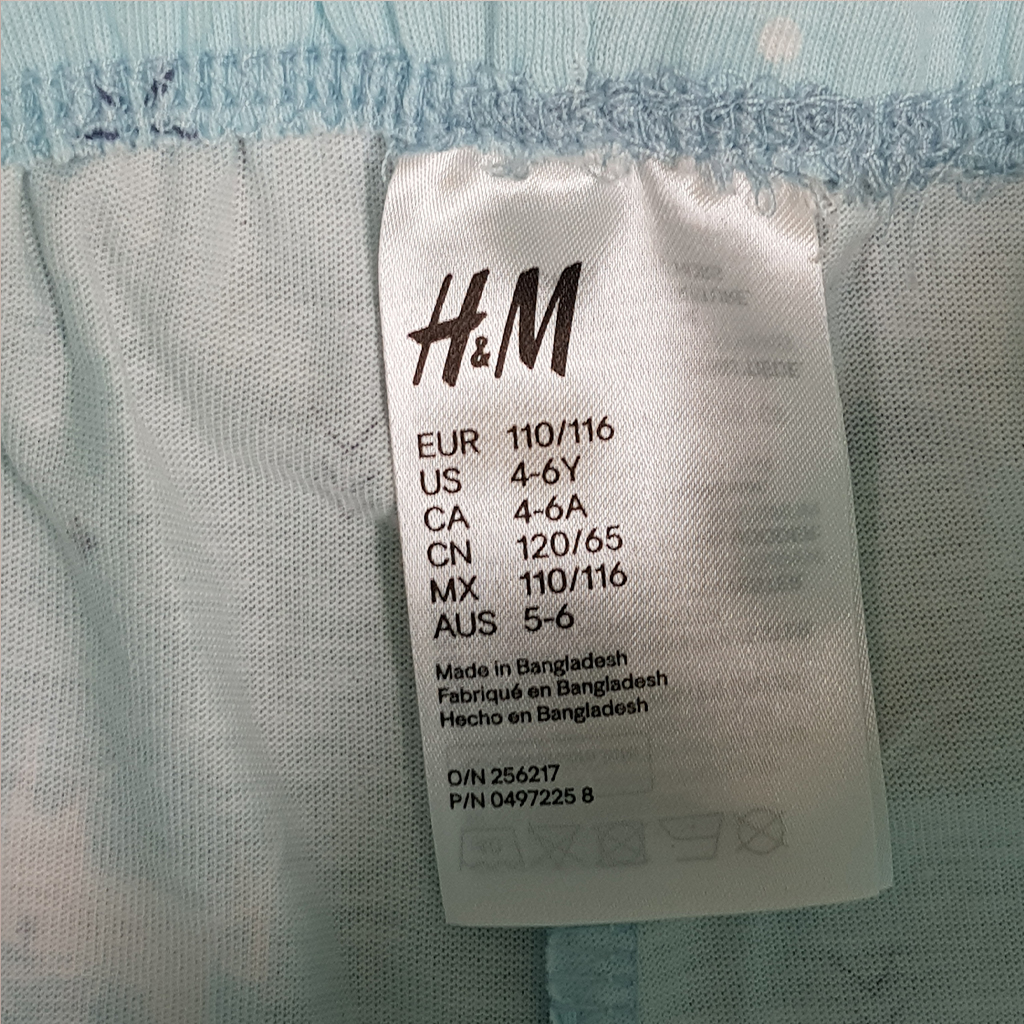 H&M
EUR 110/116
US 4-6Y
CA 4-6A
CN 120/65
MX 110/116
AUS 5-6
Made in Bangladesh
Fabriqué en Bangladesh
Hecho en Bangladesh
O/N 256217
P/N 0497225 8